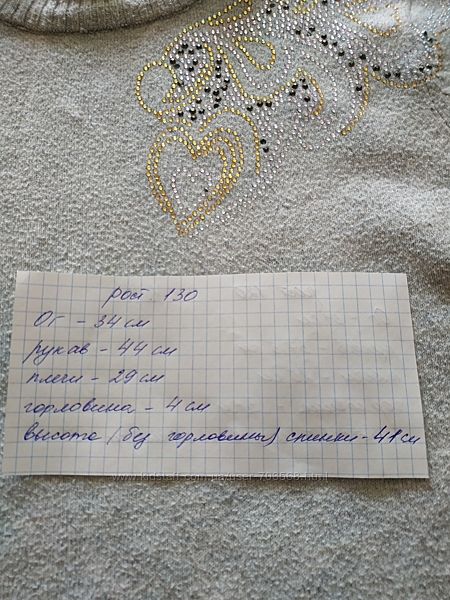 рост 130
ОГ - 34 см
рукав - 44 см
плечи - 29 см
горловина - 4 см
высота (без горловины) спинки - 41 см